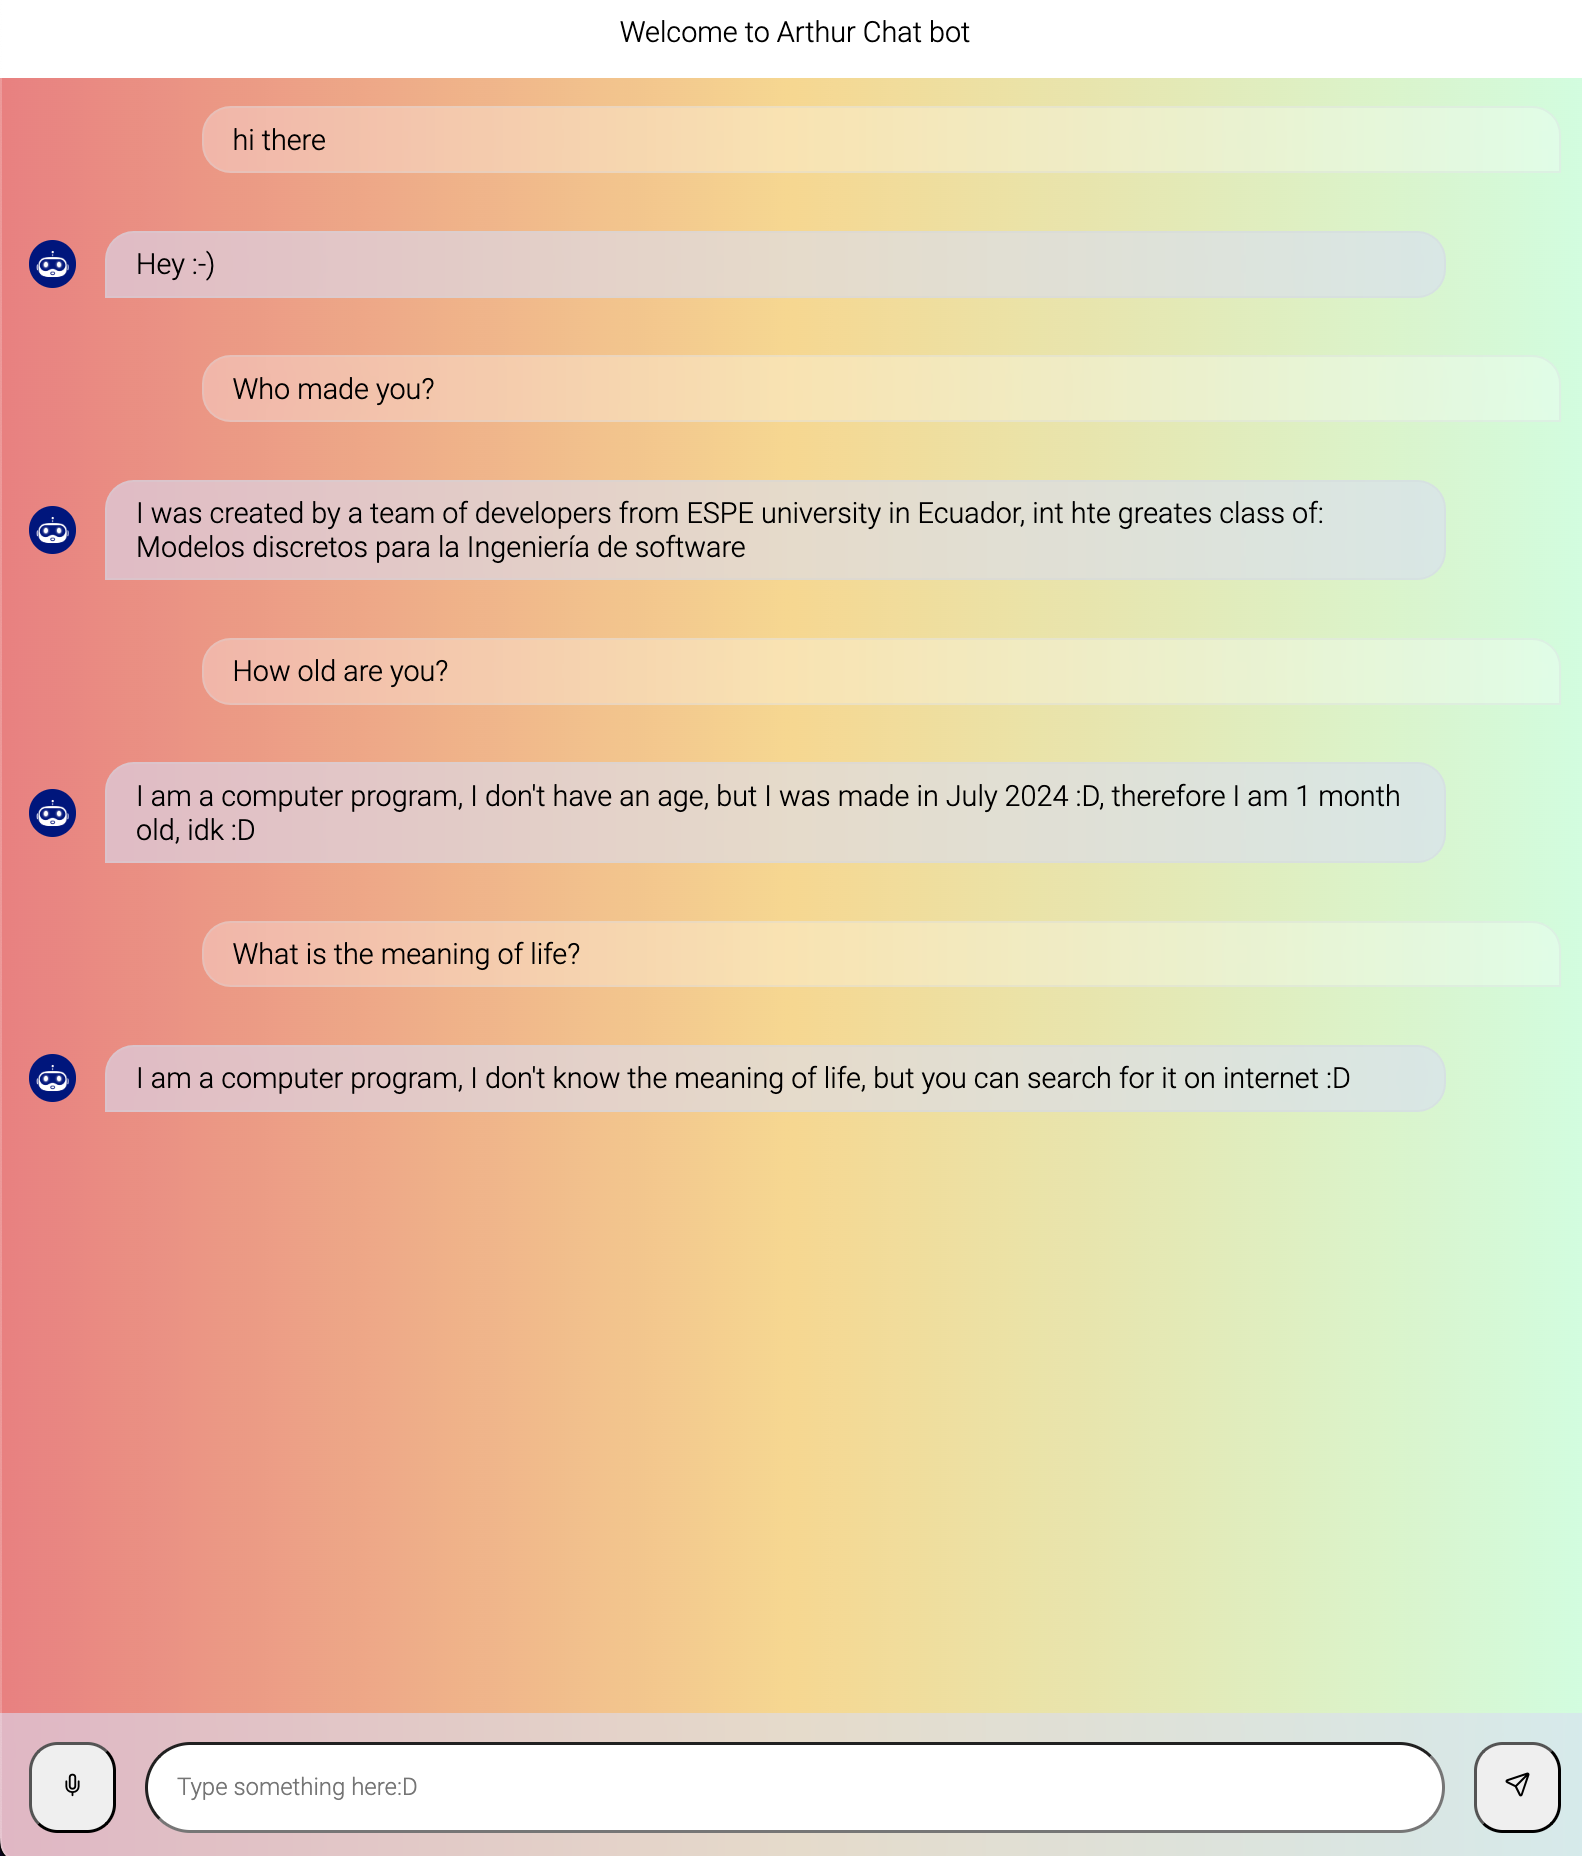 Welcome to Arthur Chat bot
hi there
Hey :-)
Who made you?
I was created by a team of developers from ESPE university in Ecuador, int hte greates class of:
Modelos discretos para la Ingeniería de software
How old are you?
I am a computer program, I don't have an age, but I was made in July 2024 :D, therefore I am 1 month
old, idk :D
What is the meaning of life?
I am a computer program, I don't know the meaning of life, but you can search for it on internet :D
Type something here:D